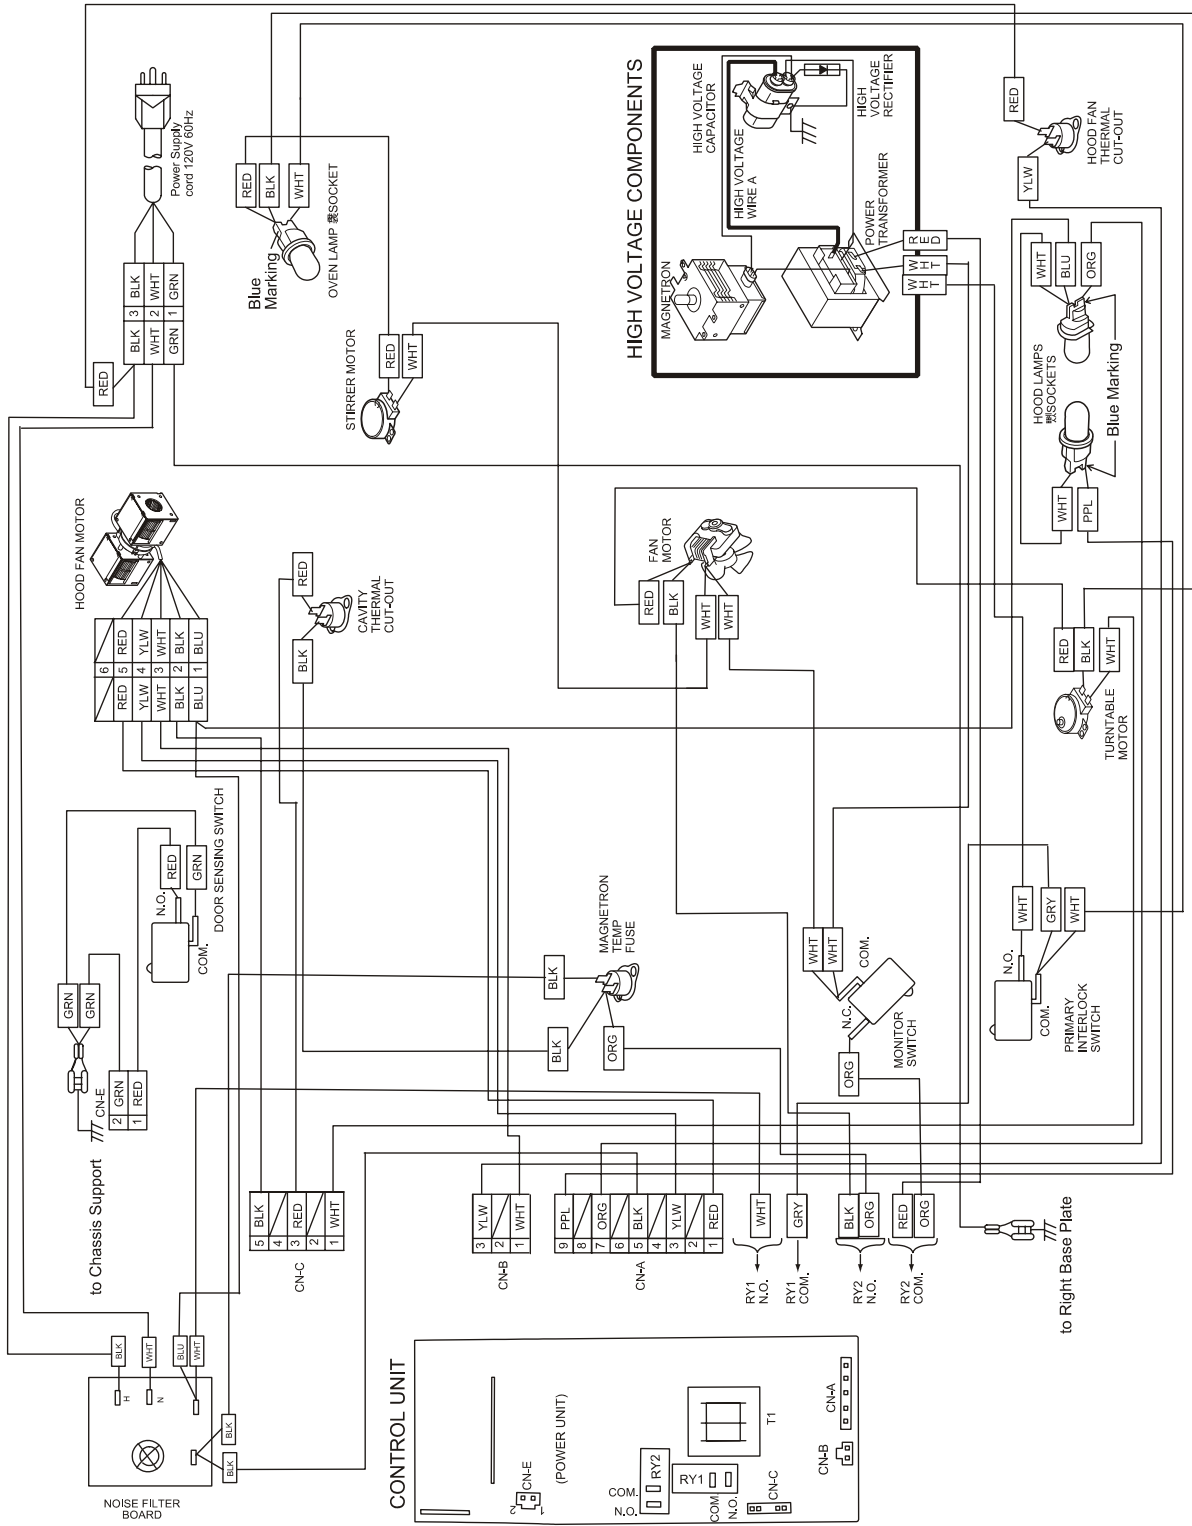 Power Supply
cord 120V 60Hz
BLK
3
BLK
WHT
2
WHT
GRN
1
GRN
RED
RED
BLK
WHT
Blue
Marking
OVEN LAMP
SOCKET
STIRRER MOTOR
RED
WHT
HIGH VOLTAGE COMPONENTS
HIGH VOLTAGE
CAPACITOR
HIGH VOLTAGE
WIRE A
HIGH
VOLTAGE
RECTIFIER
MAGNETRON
POWER
TRANSFORMER
RED
WHT
WHT
RED
YLW
HOOD FAN
THERMAL
CUT-OUT
WHT
BLU
ORG
HOOD LAMPS
SOCKETS
Blue Marking
WHT
PPL
HOOD FAN MOTOR
6
RED
5
RED
YLW
4
YLW
WHT
3
WHT
BLK
2
BLK
BLU
1
BLU
RED
BLK
CAVITY
THERMAL
CUT-OUT
FAN
MOTOR
RED
BLK
WHT
WHT
RED
BLK
WHT
TURNTABLE
MOTOR
RED
GRN
N.O.
COM.
DOOR SENSING SWITCH
GRN
GRN
CN-E
2
GRN
1
RED
to Chassis Support
MAGNETRON
TEMP
FUSE
BLK
BLK
ORG
WHT
WHT
COM.
N.C.
ORG
MONITOR
SWITCH
WHT
GRY
WHT
N.O.
COM.
PRIMARY
INTERLOCK
SWITCH
5
BLK
4
3
RED
2
1
WHT
CN-C
3
YLW
2
1
WHT
CN-B
9
PPL
8
7
ORG
6
5
BLK
4
3
YLW
2
1
RED
CN-A
WHT
RY1
N.O.
GRY
RY1
COM.
BLK
ORG
RY2
N.O.
RED
ORG
RY2
COM.
to Right Base Plate
BLK
WHT
BLU
WHT
H
N
BLK
BLK
NOISE FILTER
BOARD
CONTROL UNIT
(POWER UNIT)
CN-E
2
1
COM.
N.O.
RY2
RY1
COM.
N.O.
CN-C
T1
CN-B
CN-A